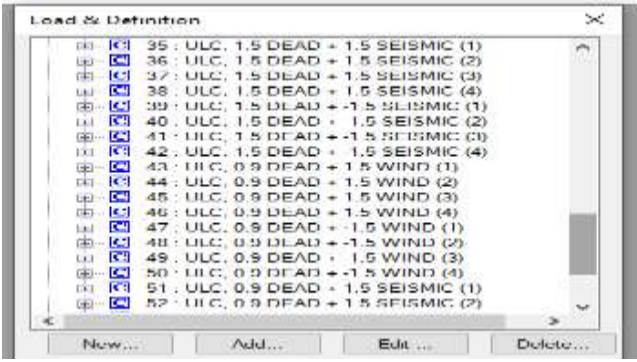 Load & Definition
35 : ULC, 1.5 DEAD + 1.5 SEISMIC (1)
36 : ULC, 1.5 DEAD + 1.5 SEISMIC (2)
37 : ULC, 1.5 DEAD + 1.5 SEISMIC (3)
38 : ULC, 1.5 DEAD + 1.5 SEISMIC (4)
39 : ULC, 1.5 DEAD + -1.5 SEISMIC (1)
40 : ULC, 1.5 DEAD + -1.5 SEISMIC (2)
41 : ULC, 1.5 DEAD + -1.5 SEISMIC (3)
42 : ULC, 1.5 DEAD + -1.5 SEISMIC (4)
43 : ULC, 0.9 DEAD + 1.5 WIND (1)
44 : ULC, 0.9 DEAD + 1.5 WIND (2)
45 : ULC, 0.9 DEAD + 1.5 WIND (3)
46 : ULC, 0.9 DEAD + 1.5 WIND (4)
47 : ULC, 0.9 DEAD + -1.5 WIND (1)
48 : ULC, 0.9 DEAD + -1.5 WIND (2)
49 : ULC, 0.9 DEAD + -1.5 WIND (3)
50 : ULC, 0.9 DEAD + -1.5 WIND (4)
51 : ULC, 0.9 DEAD + 1.5 SEISMIC (1)
52 : ULC, 0.9 DEAD + 1.5 SEISMIC (2)
New... Add... Edit ... Delete...